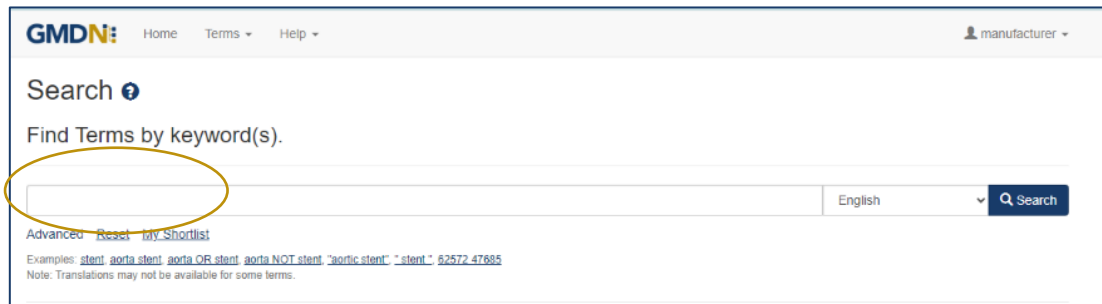 GMDN Home Terms Help manufacturer
Search ?
Find Terms by keyword(s).
English Search
Advanced Reset My Shortlist
Examples: stent, aorta stent, aorta OR stent, aorta NOT stent, "aortic stent", " stent ", 62572 47685
Note: Translations may not be available for some terms.